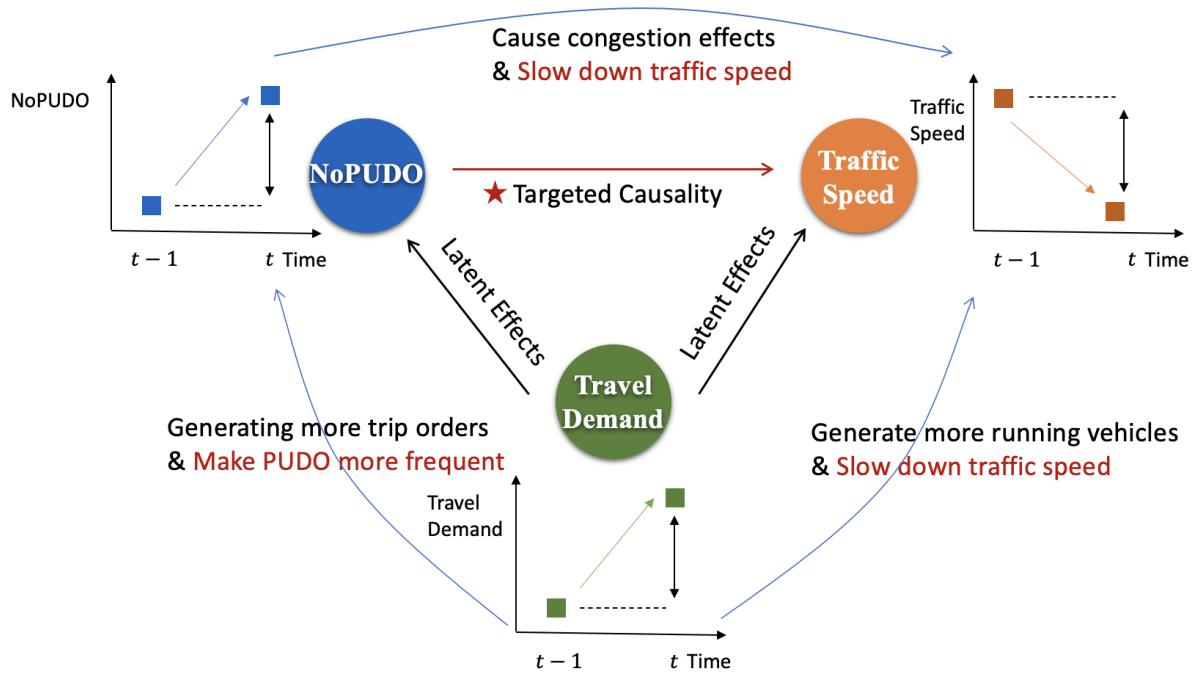 Cause congestion effects
& Slow down traffic speed
NoPUDO
t − 1
t Time
NoPUDO
★ Targeted Causality
Traffic
Speed
Traffic
Speed
t − 1
t Time
Latent Effects
Latent Effects
Travel
Demand
Generating more trip orders
& Make PUDO more frequent
Generate more running vehicles
& Slow down traffic speed
Travel
Demand
t − 1
t Time